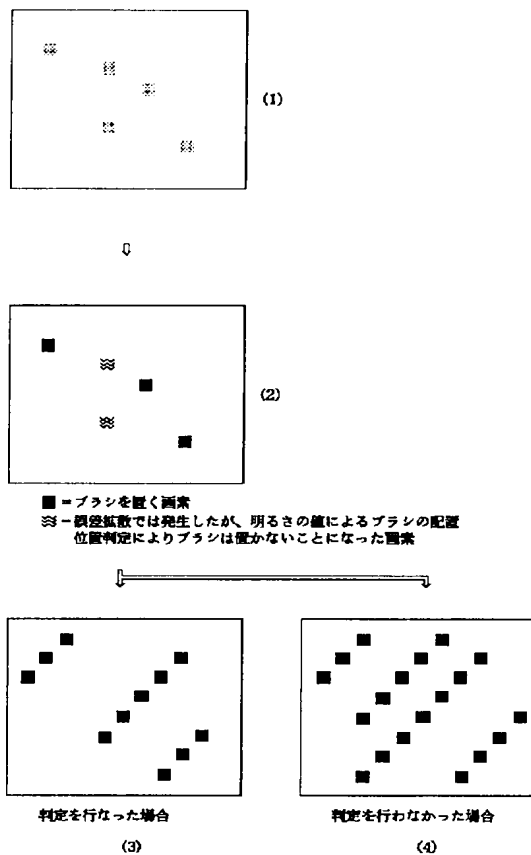 (1)
(2)
■ = ブラシを置く画素
= 誤差拡散では発生したが、明るさの値によるブラシの配置
位置判定によりブラシは置かないことになった画素
判定を行なった場合
判定を行わなかった場合
(3)
(4)